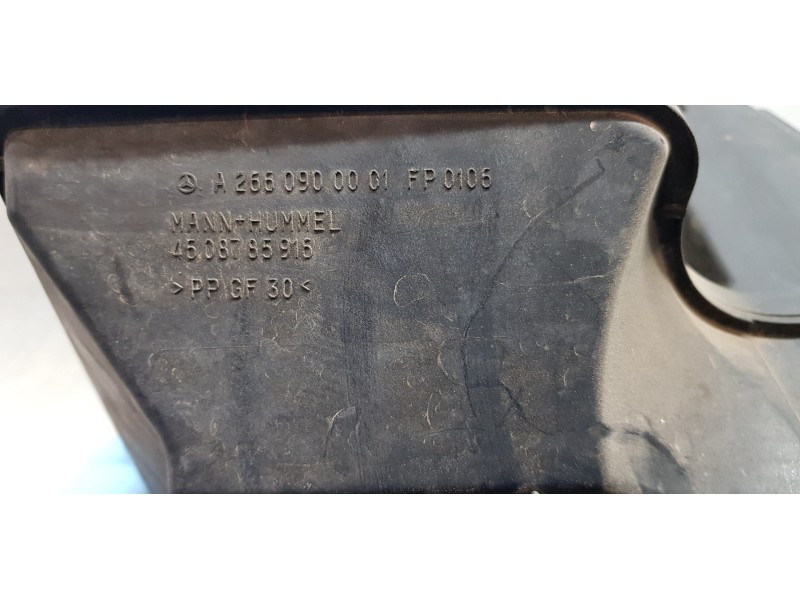 A 266 090 00 01 FP 0106
MANN+HUMMEL
45.087 85 916
>PP GF 30<